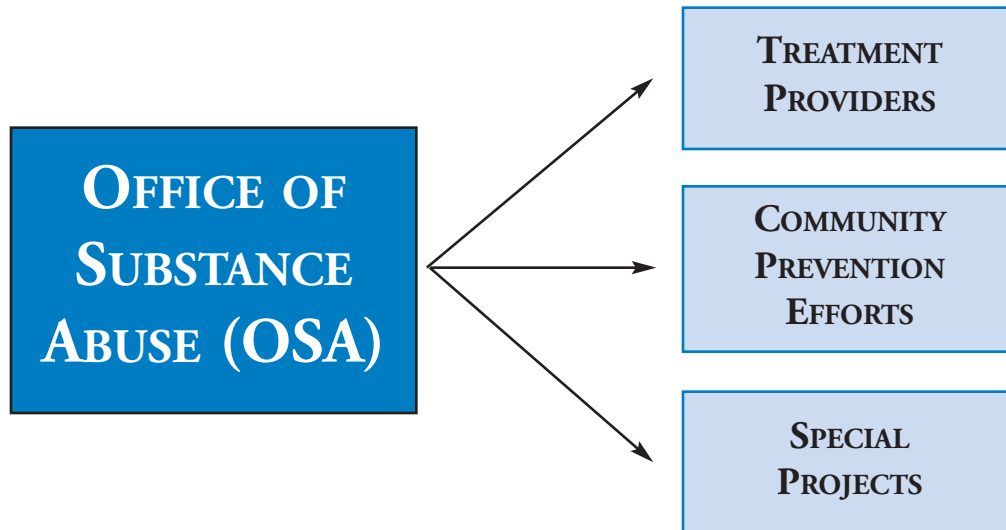 OFFICE OF
SUBSTANCE
ABUSE (OSA)
TREATMENT
PROVIDERS
COMMUNITY
PREVENTION
EFFORTS
SPECIAL
PROJECTS